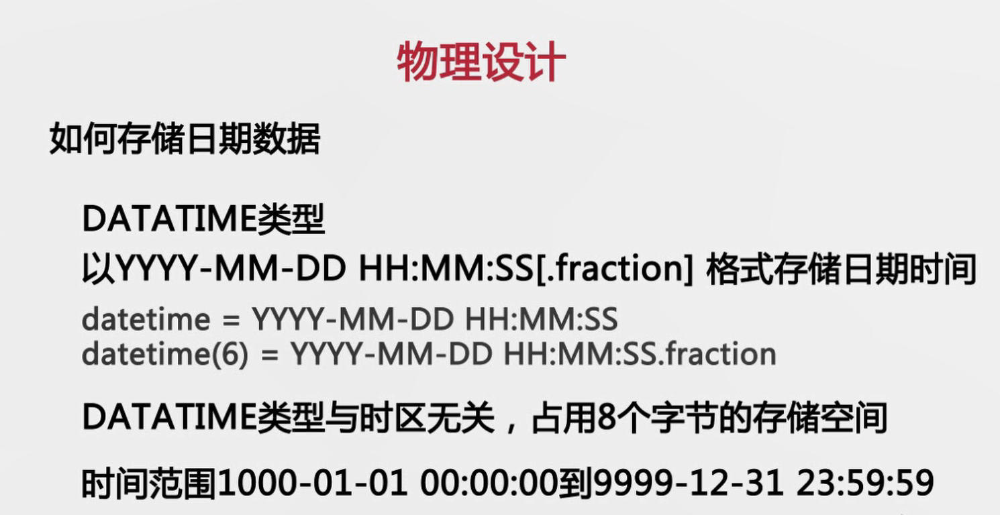 物理设计
如何存储日期数据
DATATIME类型
以YYYY-MM-DD HH:MM:SS[.fraction] 格式存储日期时间
datetime = YYYY-MM-DD HH:MM:SS
datetime(6) = YYYY-MM-DD HH:MM:SS.fraction
DATATIME类型与时区无关，占用8个字节的存储空间
时间范围1000-01-01 00:00:00到9999-12-31 23:59:59